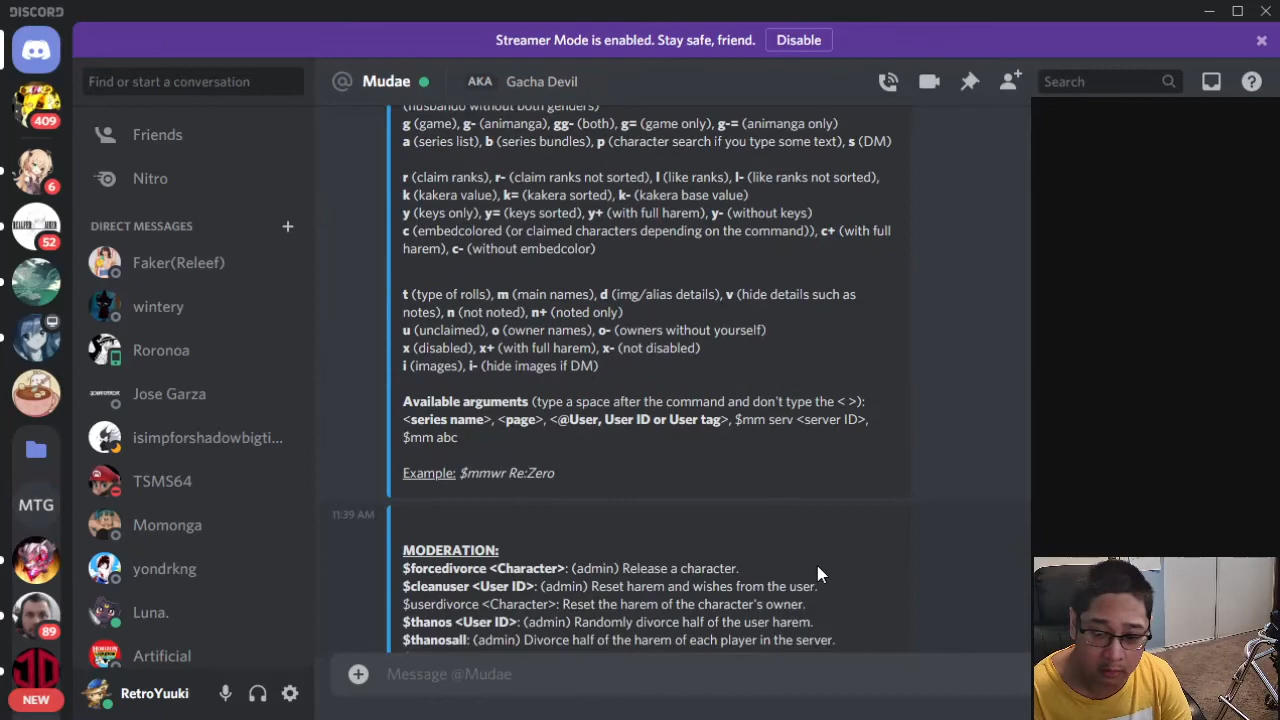 DISCORD
Streamer Mode is enabled. Stay safe, friend.
Disable
Find or start a conversation
@ Mudae
AKA Gacha Devil
Search
409
6
52
MTG
89
NEW
Friends
Nitro
DIRECT MESSAGES
Faker(Releef)
wintery
Roronoa
Jose Garza
isimpforshadowbigti...
TSMS64
Momonga
yondrkng
Luna.
Artificial
RetroYuuki
(husbando without both genders)
g (game), g- (animanga), gg- (both), g= (game only), g-= (animanga only)
a (series list), b (series bundles), p (character search if you type some text), s (DM)
r (claim ranks), r- (claim ranks not sorted), l (like ranks), l- (like ranks not sorted),
k (kakera value), k= (kakera sorted), k- (kakera base value)
y (keys only), y= (keys sorted), y+ (with full harem), y- (without keys)
c (embedcolored (or claimed characters depending on the command)), c+ (with full
harem), c- (without embedcolor)
t (type of rolls), m (main names), d (img/alias details), v (hide details such as
notes), n (not noted), n+ (noted only)
u (unclaimed), o (owner names), o- (owners without yourself)
x (disabled), x+ (with full harem), x- (not disabled)
i (images), i- (hide images if DM)
Available arguments (type a space after the command and don't type the < >):
<series name>, <page>, <@User, User ID or User tag>, $mm serv <server ID>,
$mm abc
Example: $mmwr Re:Zero
11:39 AM
MODERATION:
$forcedivorce <Character>: (admin) Release a character.
$cleanuser <User ID>: (admin) Reset harem and wishes from the user.
$userdivorce <Character>: Reset the harem of the character's owner.
$thanos <User ID>: (admin) Randomly divorce half of the user harem.
$thanosall: (admin) Divorce half of the harem of each player in the server.
Message @Mudae